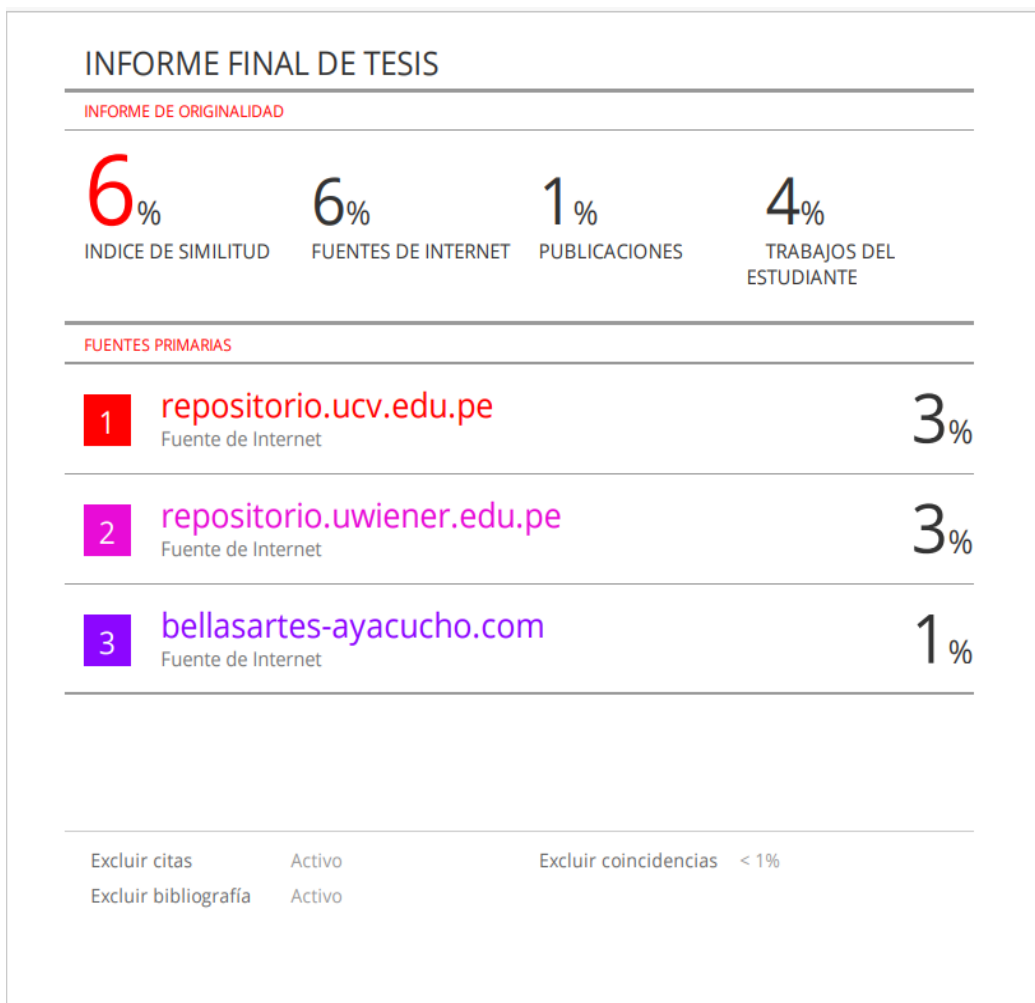 INFORME FINAL DE TESIS
INFORME DE ORIGINALIDAD
6% 6% 1% 4%
INDICE DE SIMILITUD FUENTES DE INTERNET PUBLICACIONES TRABAJOS DEL
ESTUDIANTE
FUENTES PRIMARIAS
1 repositorio.ucv.edu.pe 3%
Fuente de Internet
2 repositorio.uwiener.edu.pe 3%
Fuente de Internet
3 bellasartes-ayacucho.com 1%
Fuente de Internet
Excluir citas Activo Excluir coincidencias < 1%
Excluir bibliografía Activo